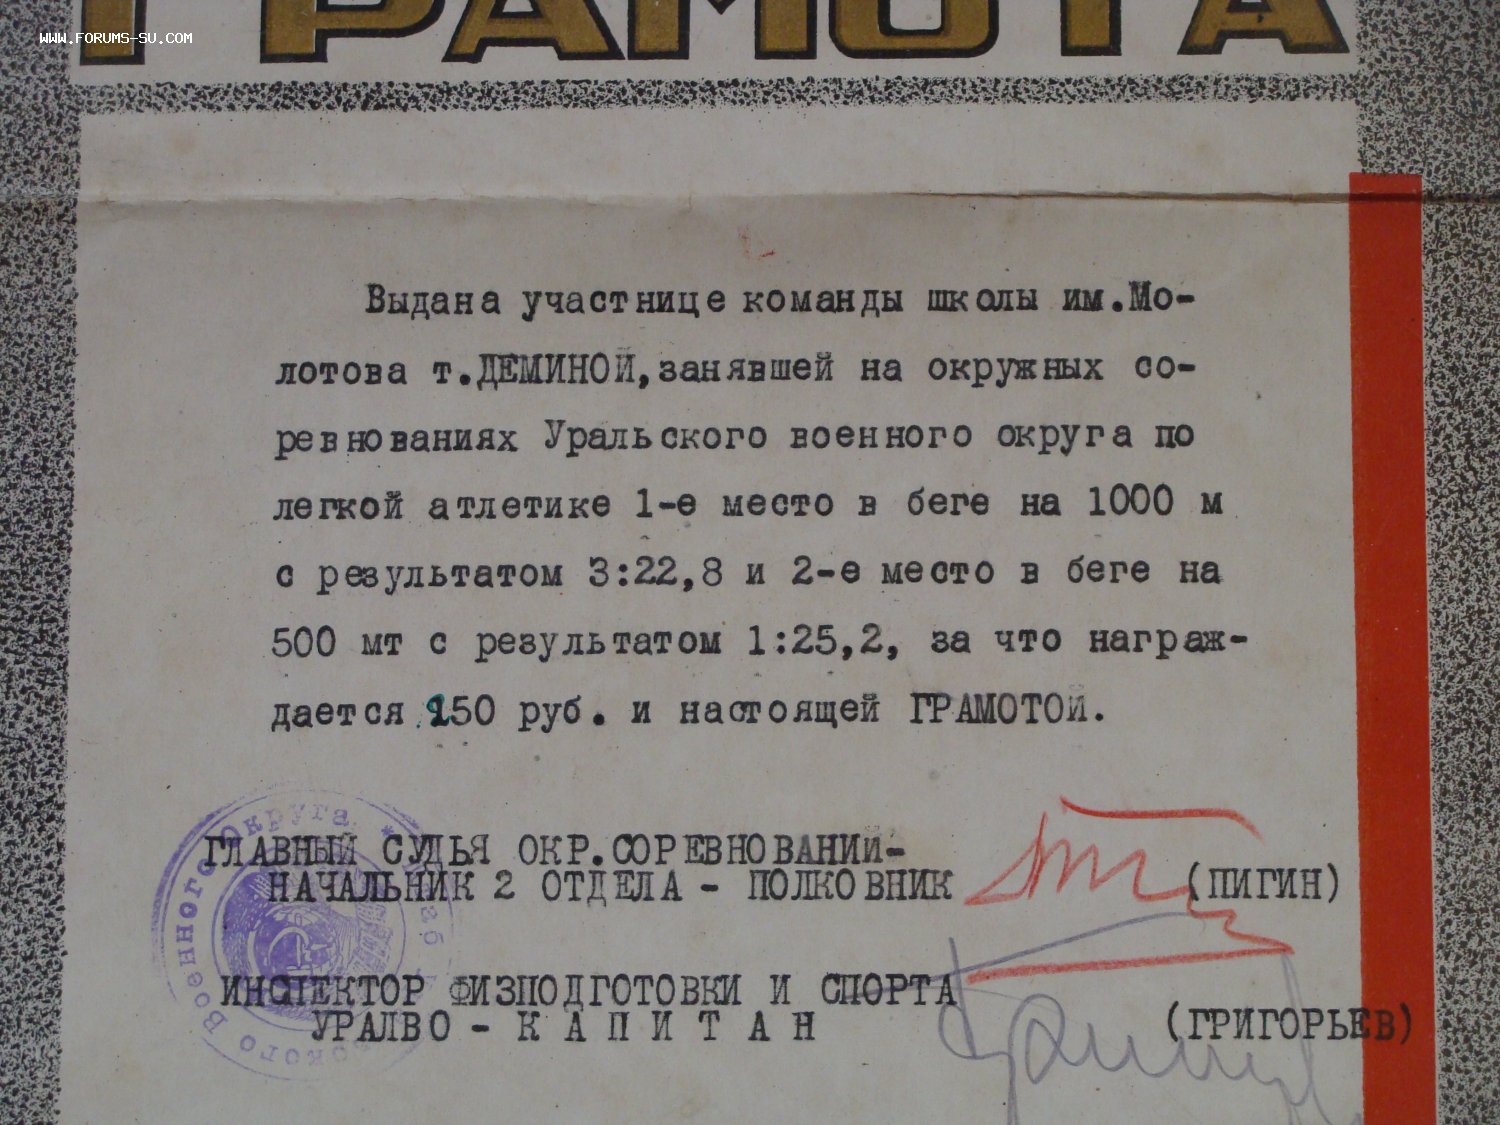 WWW.FORUMS-SU.COM
ГРАМОТА
Выдана участнице команды школы им.Мо-
лотова т.ДЕМИНОЙ,занявшей на окружных со-
ревнованиях Уральского военного округа по
легкой атлетике 1-е место в беге на 1000 м
с результатом 3:22,8 и 2-е место в беге на
500 мт с результатом 1:25,2, за что награж-
дается 150 руб. и настоящей ГРАМОТОЙ.
ГЛАВНЫЙ СУДЬЯ ОКР.СОРЕВНОВАНИЙ-
НАЧАЛЬНИК 2 ОТДЕЛА - ПОЛКОВНИК (ПИГИН)
ИНСПЕКТОР ФИЗПОДГОТОВКИ И СПОРТА
УРАЛВО - К А П И Т А Н (ГРИГОРЬЕВ)
Военного округа